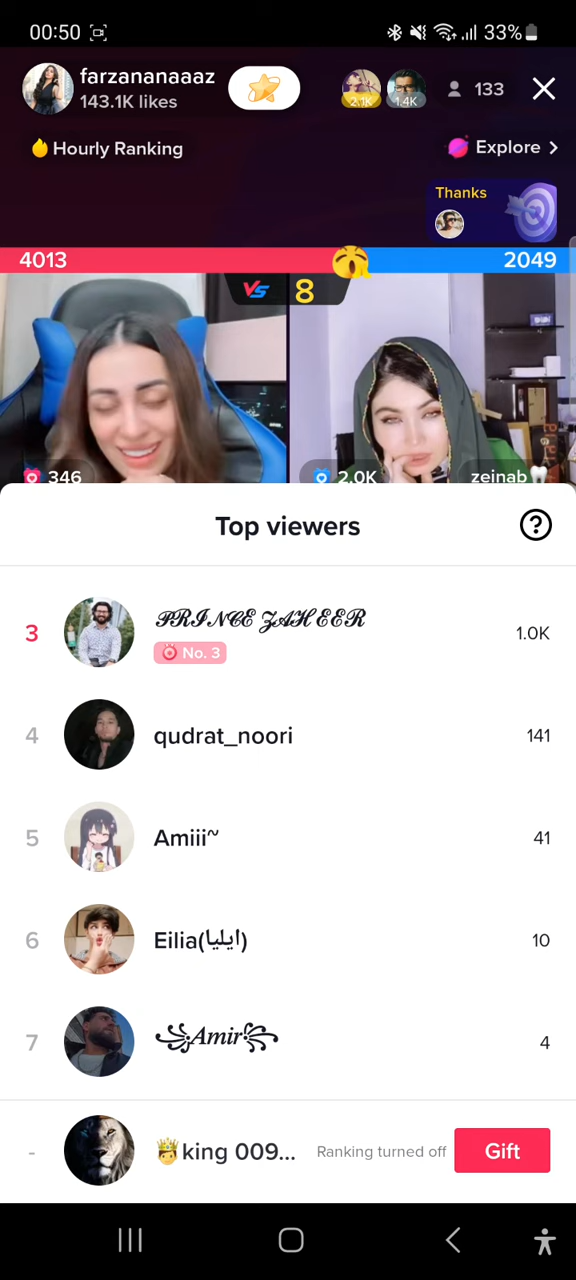 00:50
33%
farzananaaaz
143.1K likes
2.1K
1.4K
133
Hourly Ranking
Explore
Thanks
4013
2049
VS
8
346
2.0K
zeinab
Top viewers
3
𝒫𝑅𝐼𝒩𝒞𝐸 𝒵𝒜𝐻𝐸𝐸𝑅
No. 3
1.0K
4
qudrat_noori
141
5
Amiii~
41
6
Eilia(ایلیا)
10
7
꧁Amir꧂
4
-
king 009...
Ranking turned off
Gift